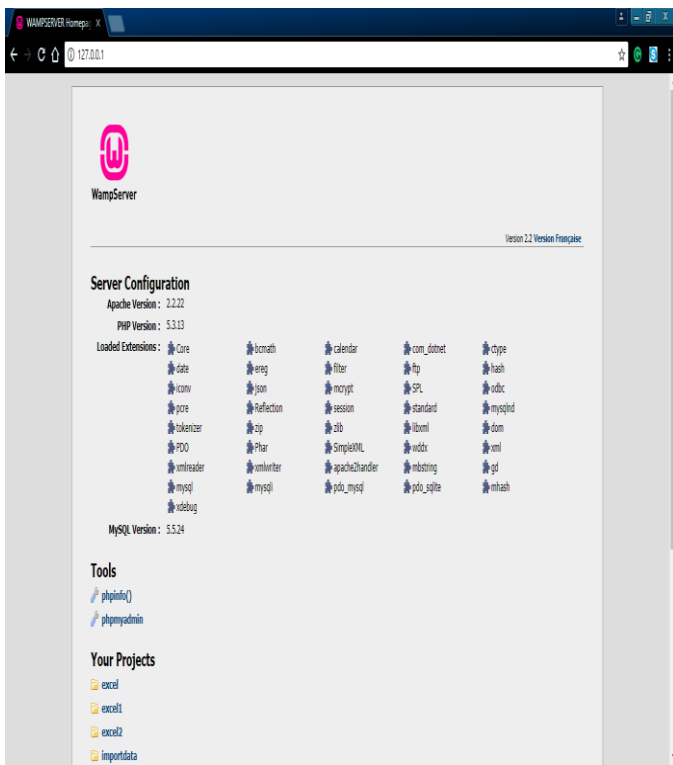 WAMPSERVER Homepag
127.0.0.1
WampServer
Version 2.2 Version Française
Server Configuration
Apache Version : 2.2.22
PHP Version : 5.3.13
Loaded Extensions : Core bcmath calendar com_dotnet ctype
date ereg filter ftp hash
iconv json mcrypt SPL odbc
pcre Reflection session standard mysqlnd
tokenizer zip zlib libxml dom
PDO Phar SimpleXML wddx xml
xmlreader xmlwriter apache2handler mbstring gd
mysql mysqli pdo_mysql pdo_sqlite mhash
xdebug
MySQL Version : 5.5.24
Tools
phpinfo()
phpmyadmin
Your Projects
excel
excel1
excel2
importdata